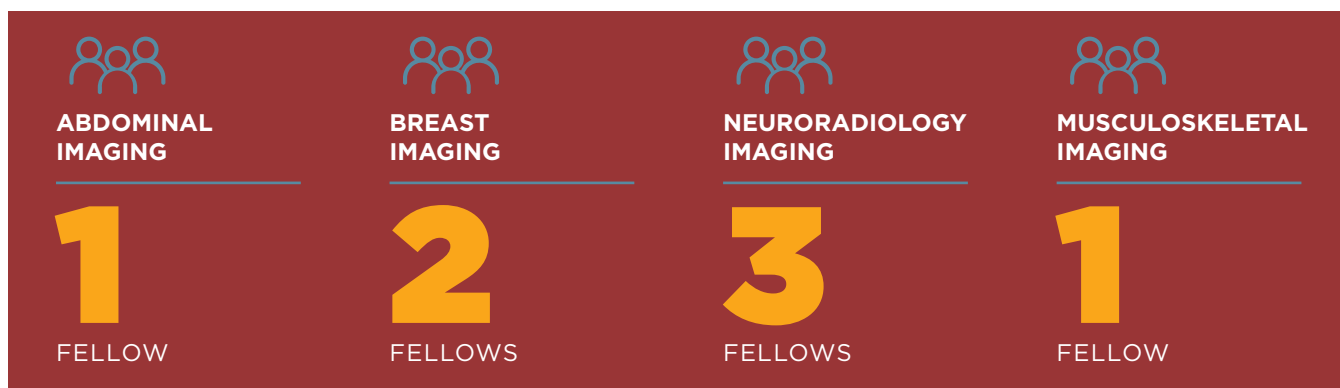 ABDOMINAL
IMAGING
1
FELLOW
BREAST
IMAGING
2
FELLOWS
NEURORADIOLOGY
IMAGING
3
FELLOWS
MUSCULOSKELETAL
IMAGING
1
FELLOW